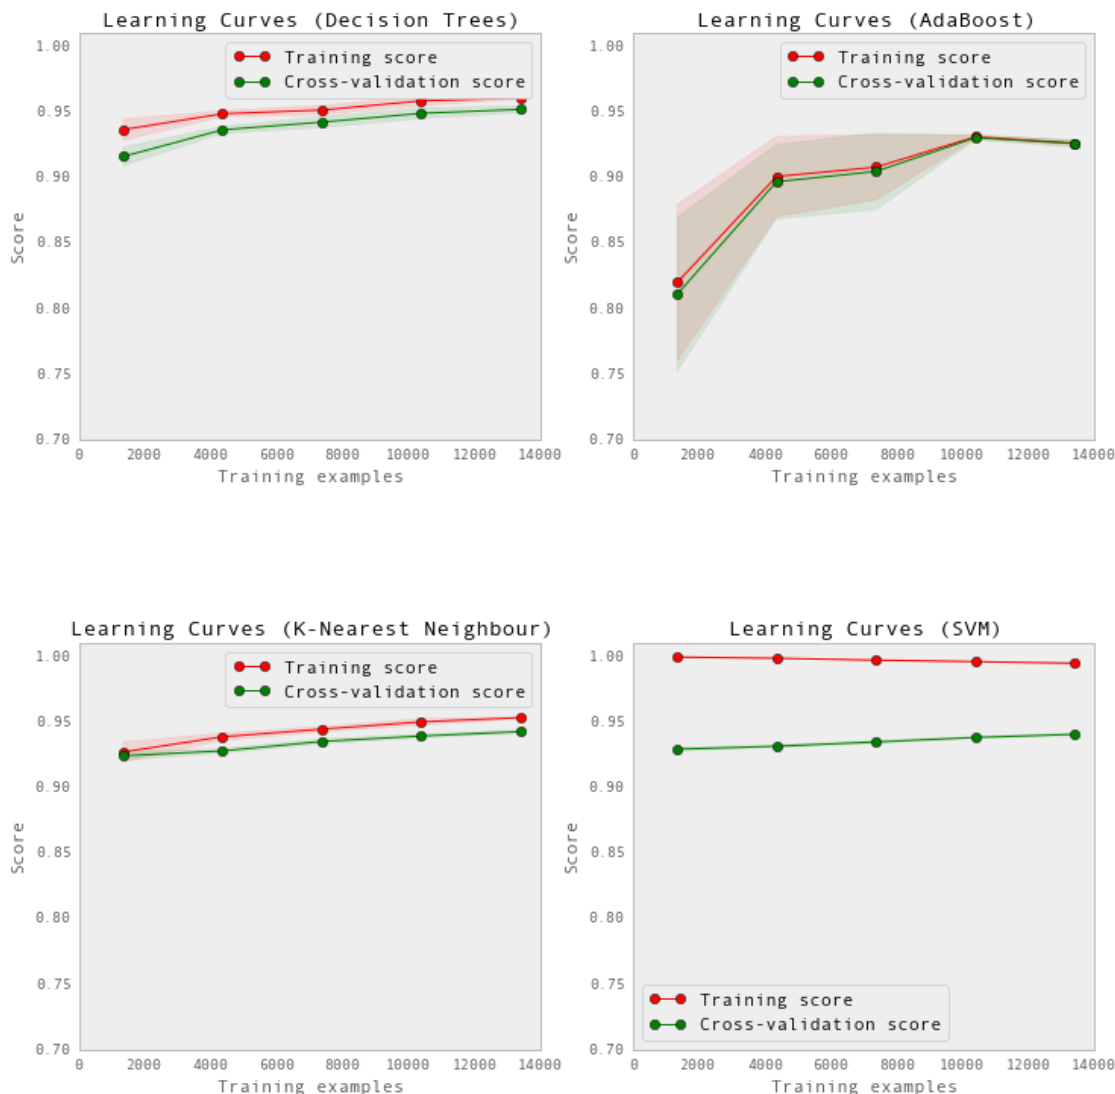 Learning Curves (Decision Trees)
1.00
0.95
0.90
0.85
0.80
0.75
0.70
Score
Training score
Cross-validation score
0 2000 4000 6000 8000 10000 12000 14000
Training examples
Learning Curves (AdaBoost)
1.00
0.95
0.90
0.85
0.80
0.75
0.70
Score
Training score
Cross-validation score
0 2000 4000 6000 8000 10000 12000 14000
Training examples
Learning Curves (K-Nearest Neighbour)
1.00
0.95
0.90
0.85
0.80
0.75
0.70
Score
Training score
Cross-validation score
0 2000 4000 6000 8000 10000 12000 14000
Training examples
Learning Curves (SVM)
1.00
0.95
0.90
0.85
0.80
0.75
0.70
Score
Training score
Cross-validation score
0 2000 4000 6000 8000 10000 12000 14000
Training examples